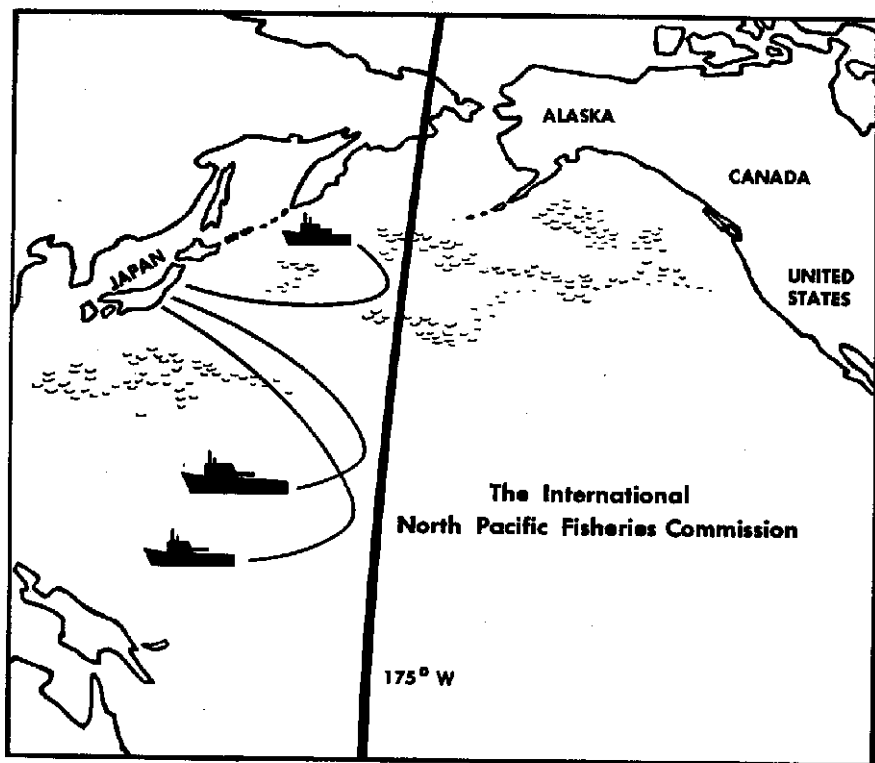 ALASKA
CANADA
JAPAN
UNITED
STATES
The International
North Pacific Fisheries Commission
175° W